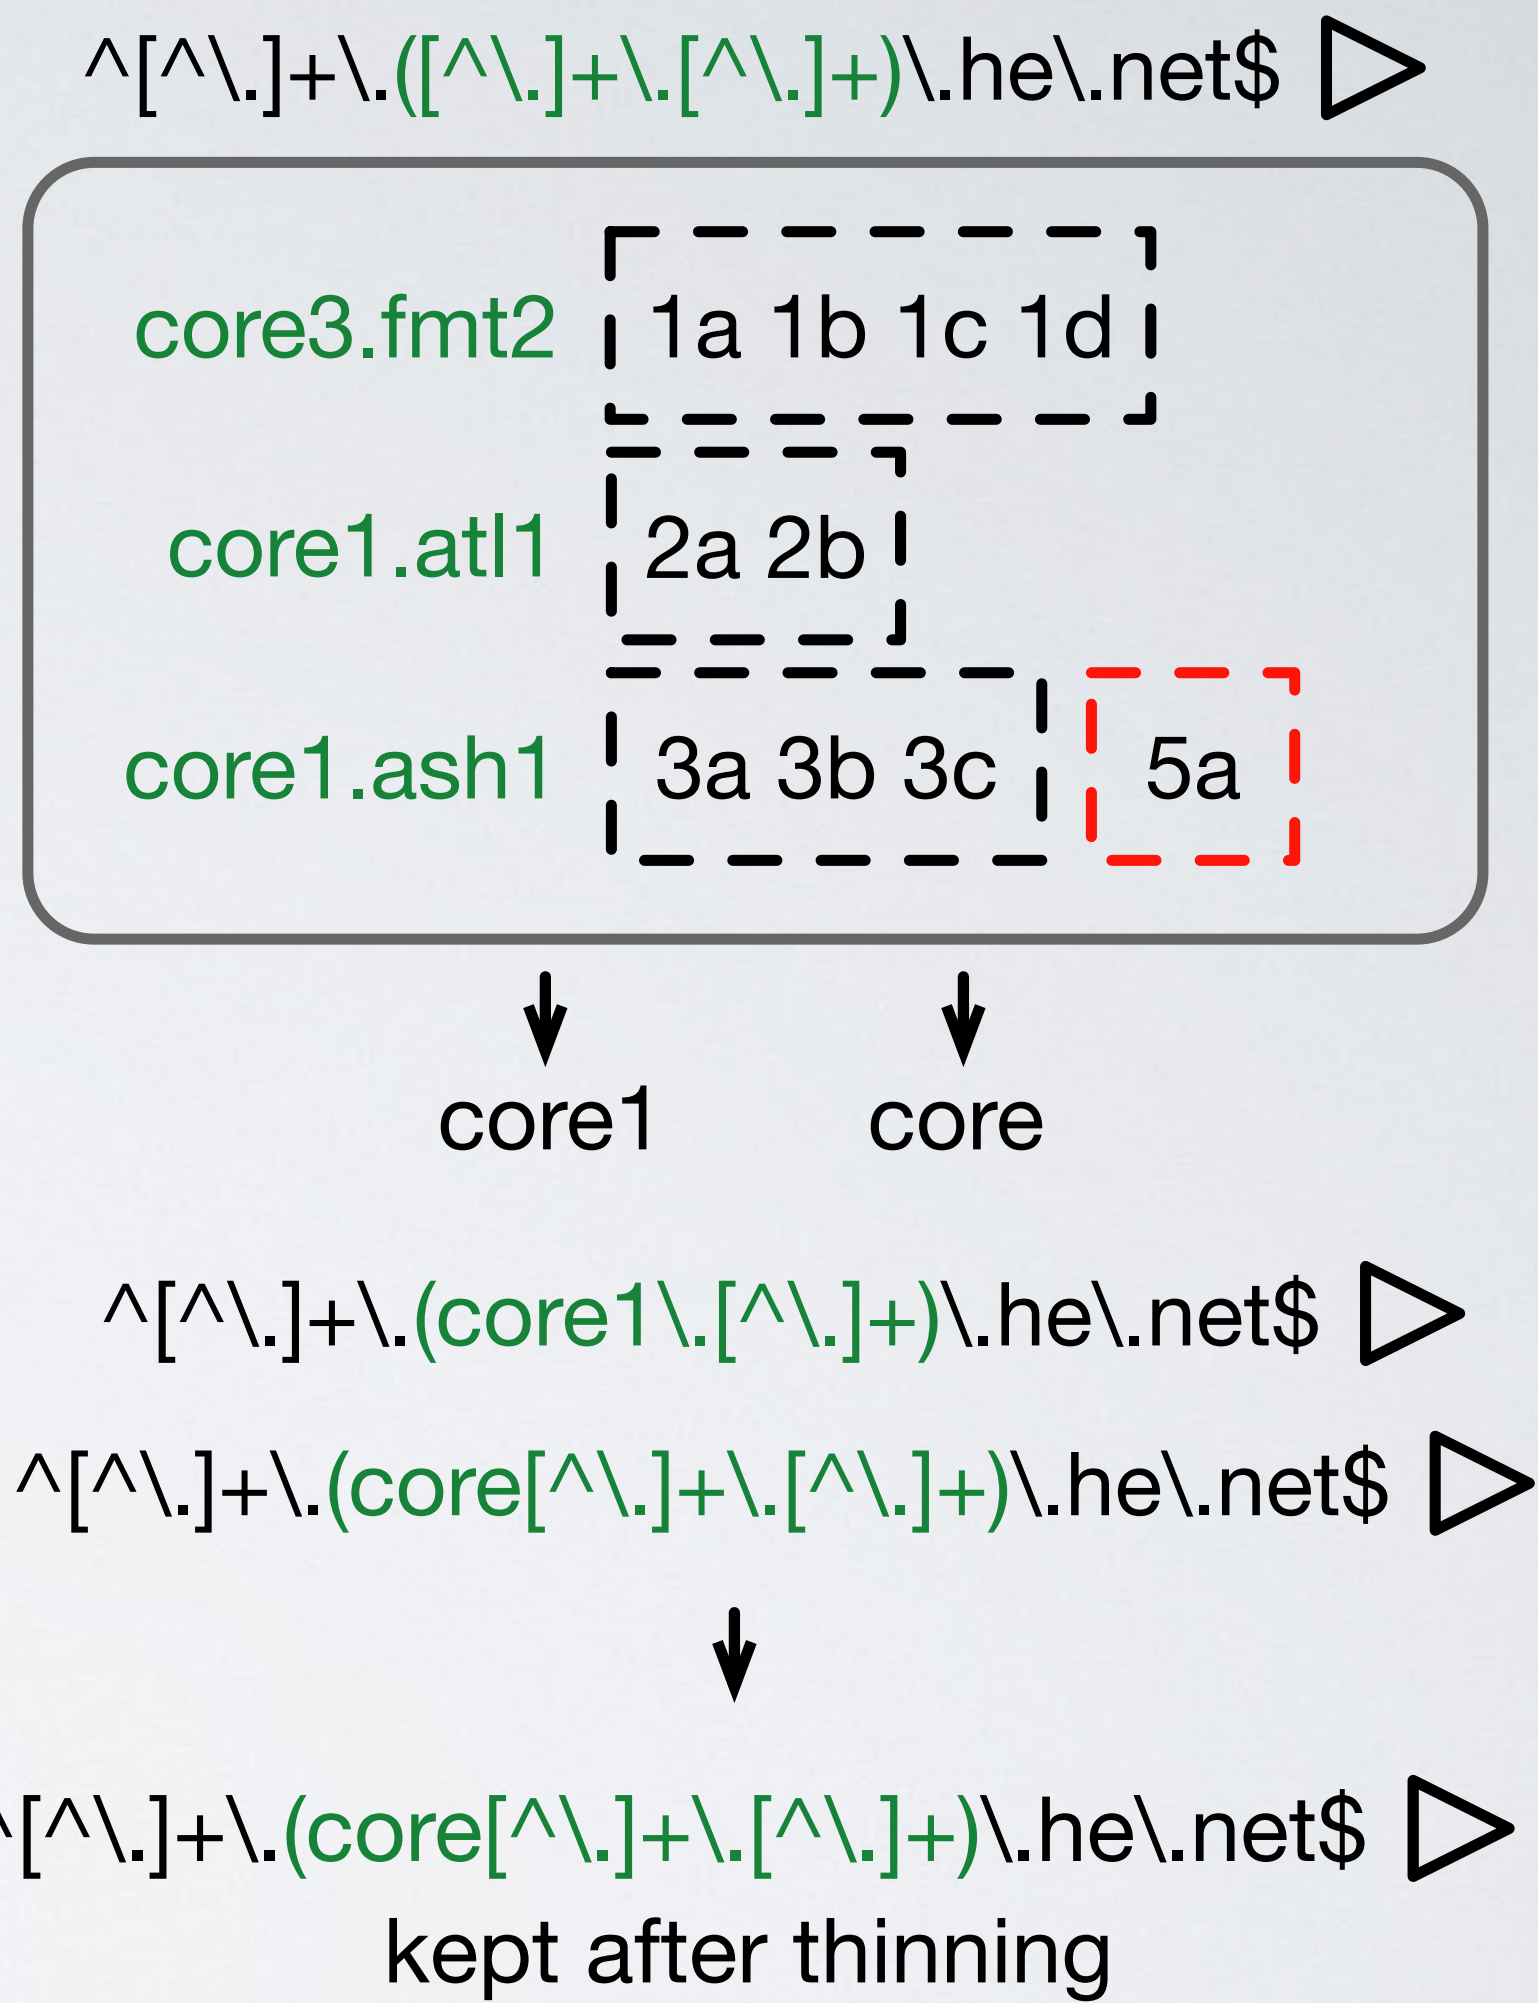 ^[^\.]+\.([^\.]+\.[^\.]+)\.he\.net$
core3.fmt2 1a 1b 1c 1d
core1.atl1 2a 2b
core1.ash1 3a 3b 3c 5a
core1 core
^[^\.]+\.(core1\.[^\.]+)\.he\.net$
^[^\.]+\.(core[^\.]+\.[^\.]+)\.he\.net$
^[^\.]+\.(core[^\.]+\.[^\.]+)\.he\.net$
kept after thinning